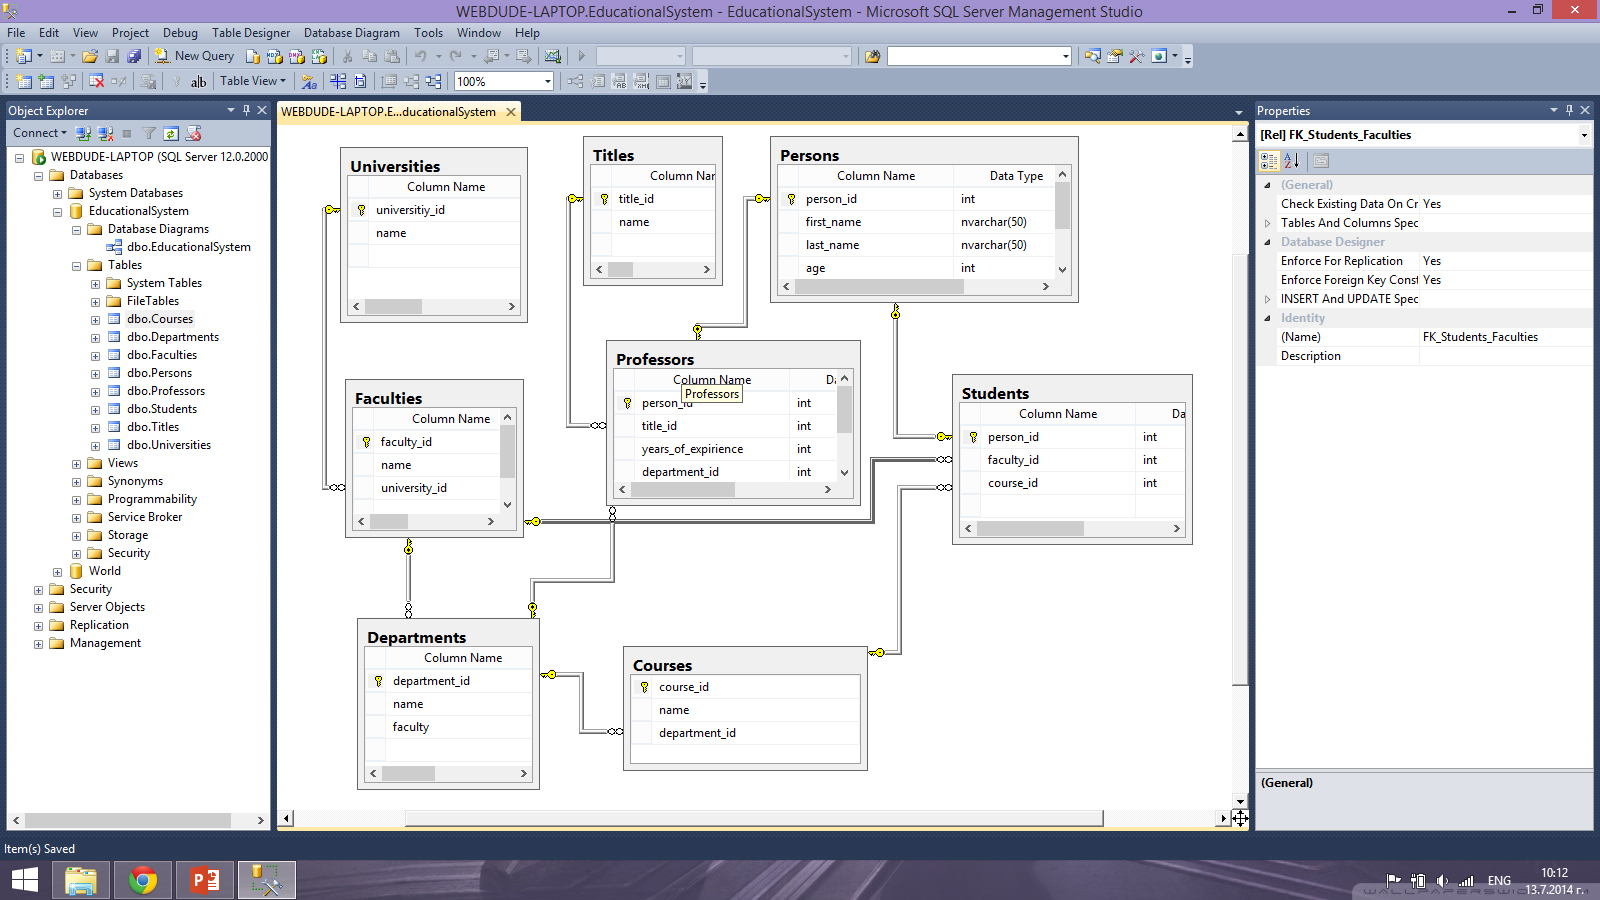 WEBDUDE-LAPTOP.EducationalSystem - EducationalSystem - Microsoft SQL Server Management Studio
File Edit View Project Debug Table Designer Database Diagram Tools Window Help
New Query
ab| Table View 100%
Object Explorer
Connect
WEBDUDE-LAPTOP (SQL Server 12.0.2000
Databases
System Databases
EducationalSystem
Database Diagrams
dbo.EducationalSystem
Tables
System Tables
FileTables
dbo.Courses
dbo.Departments
dbo.Faculties
dbo.Persons
dbo.Professors
dbo.Students
dbo.Titles
dbo.Universities
Views
Synonyms
Programmability
Service Broker
Storage
Security
World
Security
Server Objects
Replication
Management
WEBDUDE-LAPTOP.E...ducationalSystem
Universities
Column Name
universitiy_id
name
Titles
Column Nar
title_id
name
Persons
Column Name Data Type
person_id int
first_name nvarchar(50)
last_name nvarchar(50)
age int
Faculties
Column Name
faculty_id
name
university_id
Professors
Column Name Da
Professors
person_id int
title_id int
years_of_expirience int
department_id int
Students
Column Name Da
person_id int
faculty_id int
course_id int
Departments
Column Name
department_id
name
faculty
Courses
course_id
name
department_id
Properties
[Rel] FK_Students_Faculties
(General)
Check Existing Data On Cr Yes
Tables And Columns Spec
Database Designer
Enforce For Replication Yes
Enforce Foreign Key Const Yes
INSERT And UPDATE Spec
Identity
(Name) FK_Students_Faculties
Description
(General)
Item(s) Saved
ENG
10:12
13.7.2014 г.